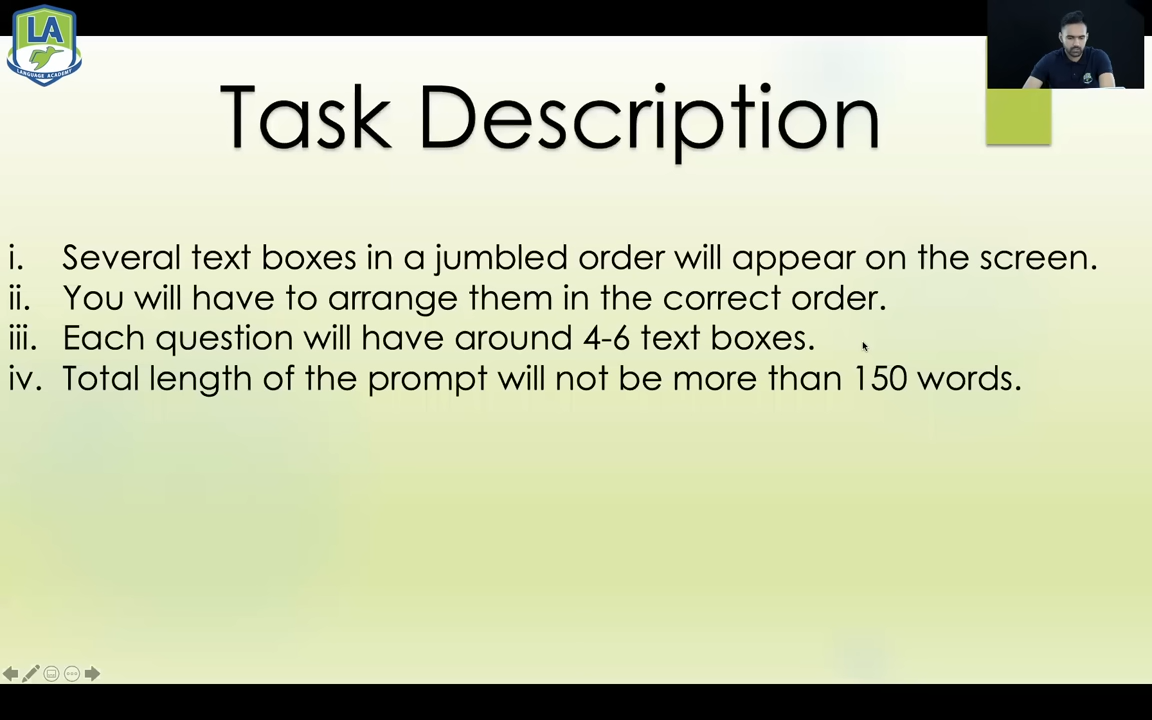 LA
LANGUAGE ACADEMY
Task Description
i. Several text boxes in a jumbled order will appear on the screen.
ii. You will have to arrange them in the correct order.
iii. Each question will have around 4-6 text boxes.
iv. Total length of the prompt will not be more than 150 words.